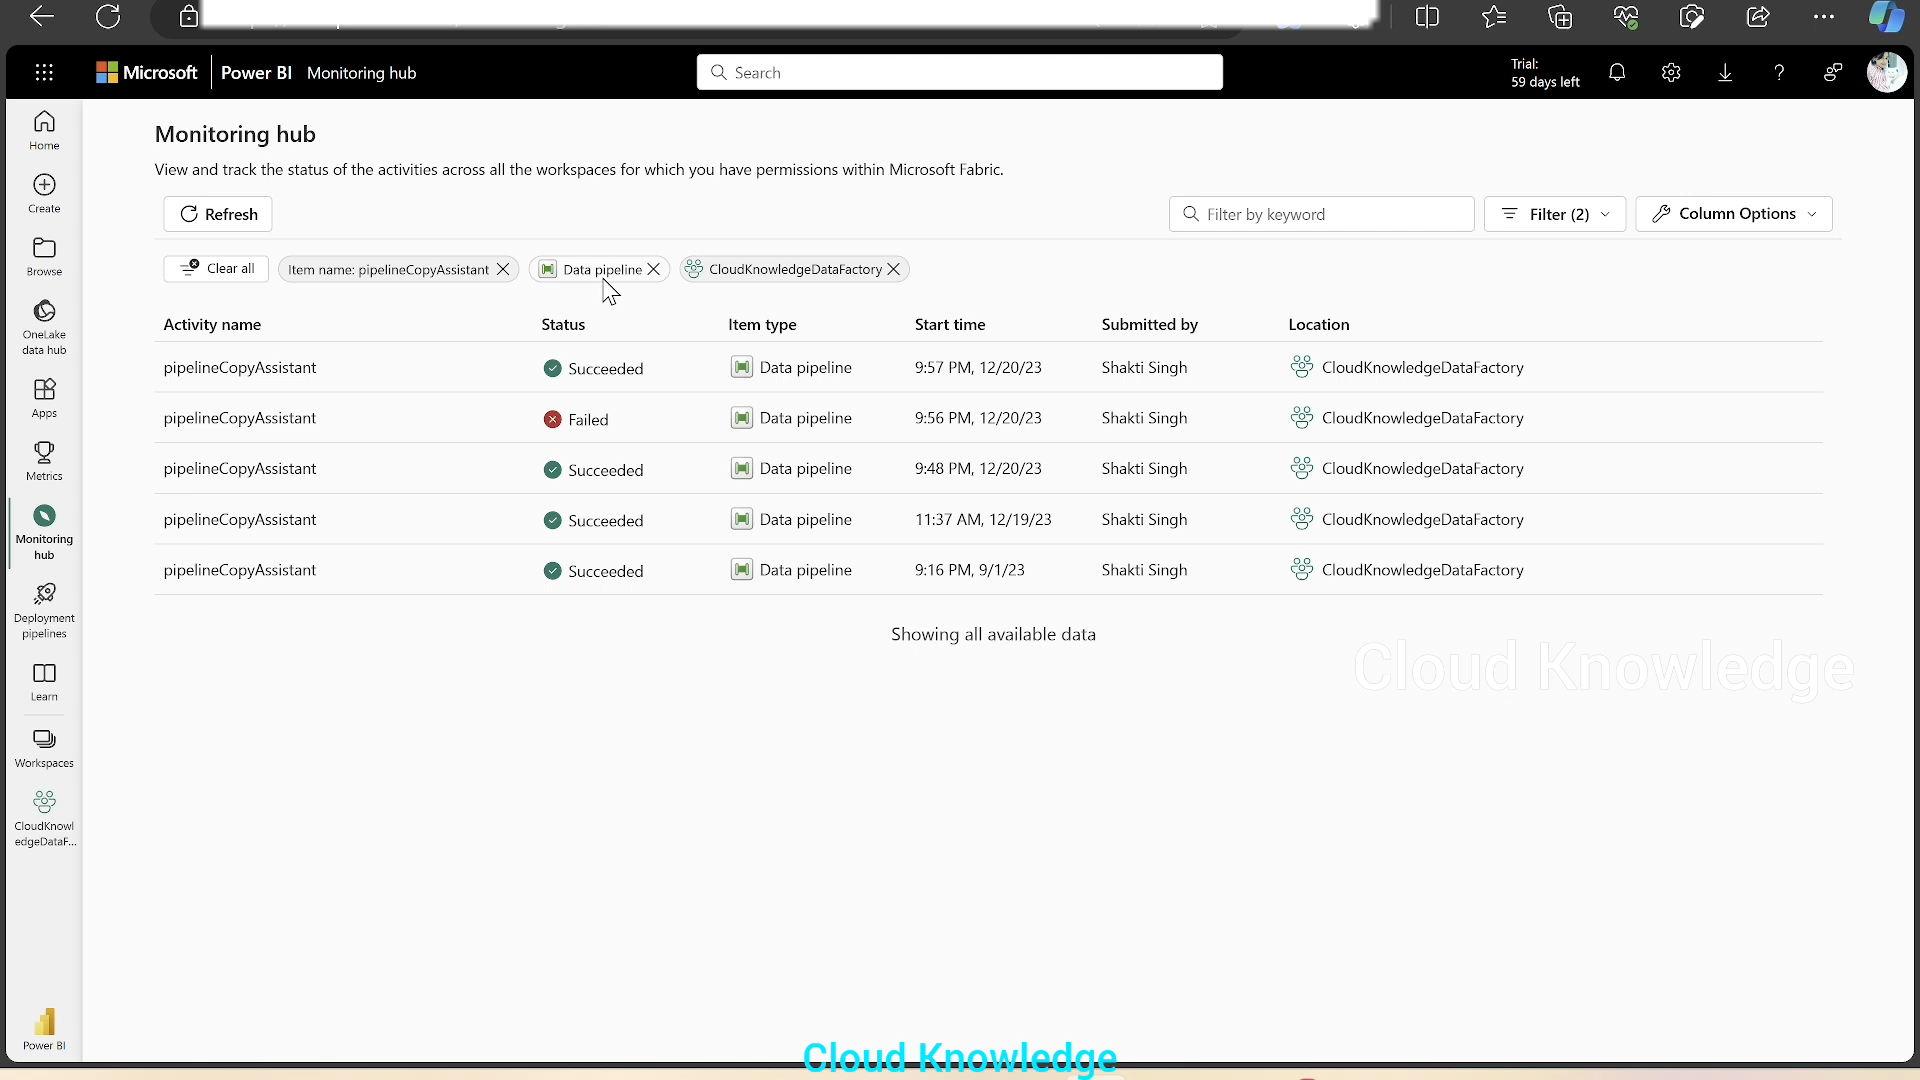 Microsoft Power BI Monitoring hub
Search
Trial:
59 days left
Home
Create
Browse
OneLake
data hub
Apps
Metrics
Monitoring
hub
Deployment
pipelines
Learn
Workspaces
CloudKnowl
edgeDataF...
Power BI
Monitoring hub
View and track the status of the activities across all the workspaces for which you have permissions within Microsoft Fabric.
Refresh
Filter by keyword
Filter (2)
Column Options
Clear all
Item name: pipelineCopyAssistant
Data pipeline
CloudKnowledgeDataFactory
Activity name Status Item type Start time Submitted by Location
pipelineCopyAssistant Succeeded Data pipeline 9:57 PM, 12/20/23 Shakti Singh CloudKnowledgeDataFactory
pipelineCopyAssistant Failed Data pipeline 9:56 PM, 12/20/23 Shakti Singh CloudKnowledgeDataFactory
pipelineCopyAssistant Succeeded Data pipeline 9:48 PM, 12/20/23 Shakti Singh CloudKnowledgeDataFactory
pipelineCopyAssistant Succeeded Data pipeline 11:37 AM, 12/19/23 Shakti Singh CloudKnowledgeDataFactory
pipelineCopyAssistant Succeeded Data pipeline 9:16 PM, 9/1/23 Shakti Singh CloudKnowledgeDataFactory
Showing all available data
Cloud Knowledge
Cloud Knowledge